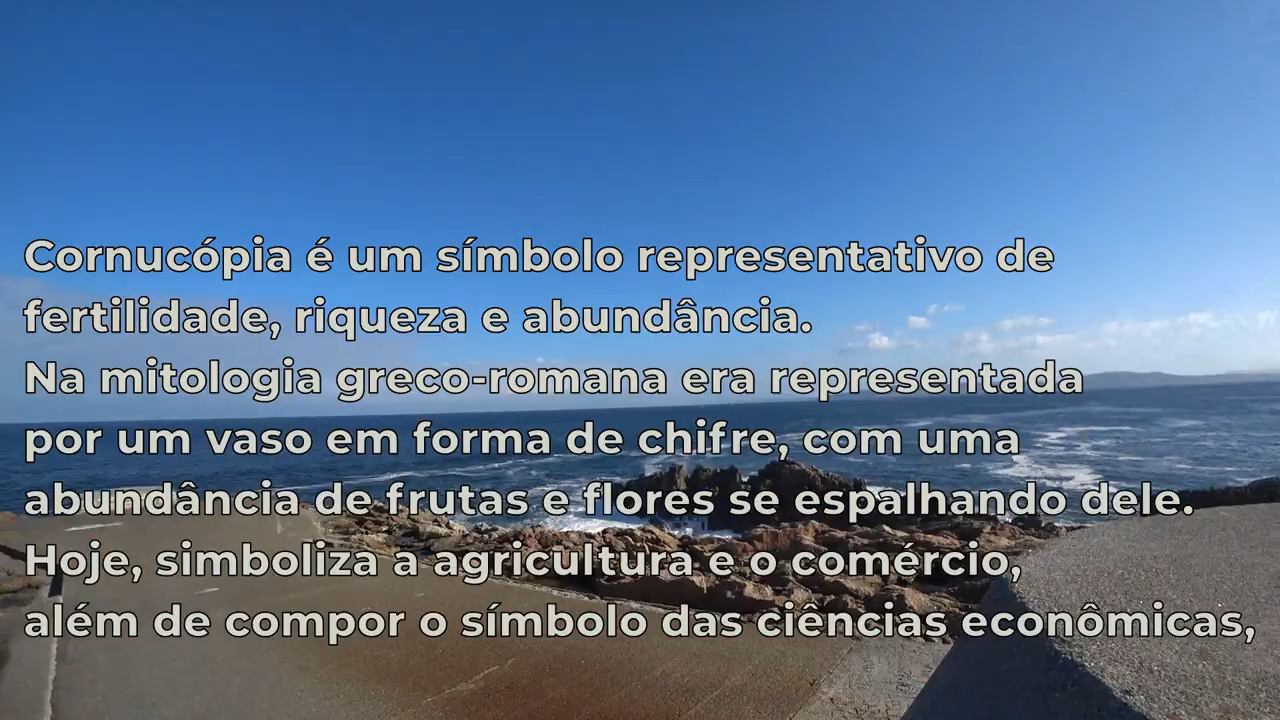 Cornucópia é um símbolo representativo de
fertilidade, riqueza e abundância.
Na mitologia greco-romana era representada
por um vaso em forma de chifre, com uma
abundância de frutas e flores se espalhando dele.
Hoje, simboliza a agricultura e o comércio,
além de compor o símbolo das ciências econômicas,